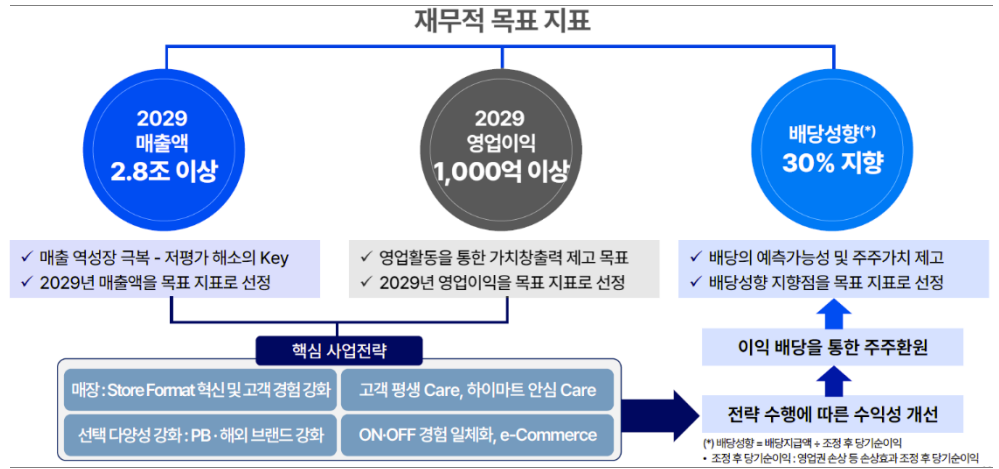 재무적 목표 지표
2029
매출액
2.8조 이상
2029
영업이익
1,000억 이상
배당성향(*)
30% 지향
✓ 매출 역성장 극복 - 저평가 해소의 Key
✓ 2029년 매출액을 목표 지표로 선정
✓ 영업활동을 통한 가치창출력 제고 목표
✓ 2029년 영업이익을 목표 지표로 선정
✓ 배당의 예측가능성 및 주주가치 제고
✓ 배당성향 지향점을 목표 지표로 선정
핵심 사업전략
매장 : Store Format 혁신 및 고객 경험 강화
고객 평생 Care, 하이마트 안심 Care
선택 다양성 강화 : PB · 해외 브랜드 강화
ON·OFF 경험 일체화, e-Commerce
이익 배당을 통한 주주환원
전략 수행에 따른 수익성 개선
(*) 배당성향 = 배당지급액 ÷ 조정 후 당기순이익
• 조정 후 당기순이익 : 영업권 손상 등 손상효과 조정 후 당기순이익